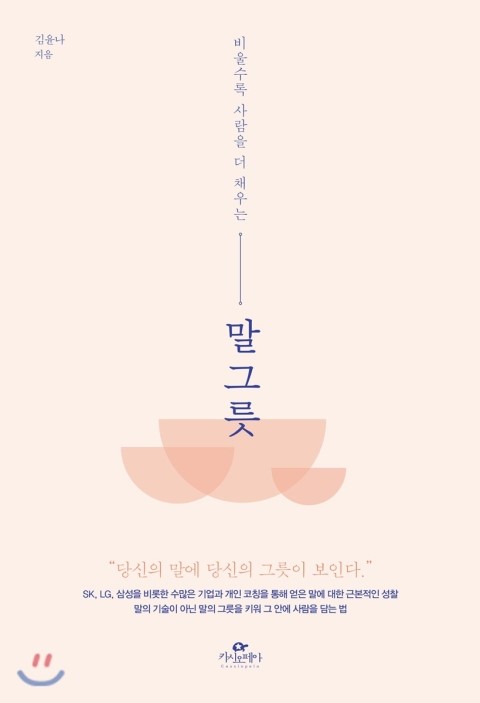 김윤나
지음
비울수록 사람을 더 채우는
말그릇
“당신의 말에 당신의 그릇이 보인다.”
SK, LG, 삼성을 비롯한 수많은 기업과 개인 코칭을 통해 얻은 말에 대한 근본적인 성찰
말의 기술이 아닌 말의 그릇을 키워 그 안에 사람을 담는 법
카시오페아
Cassiopeia